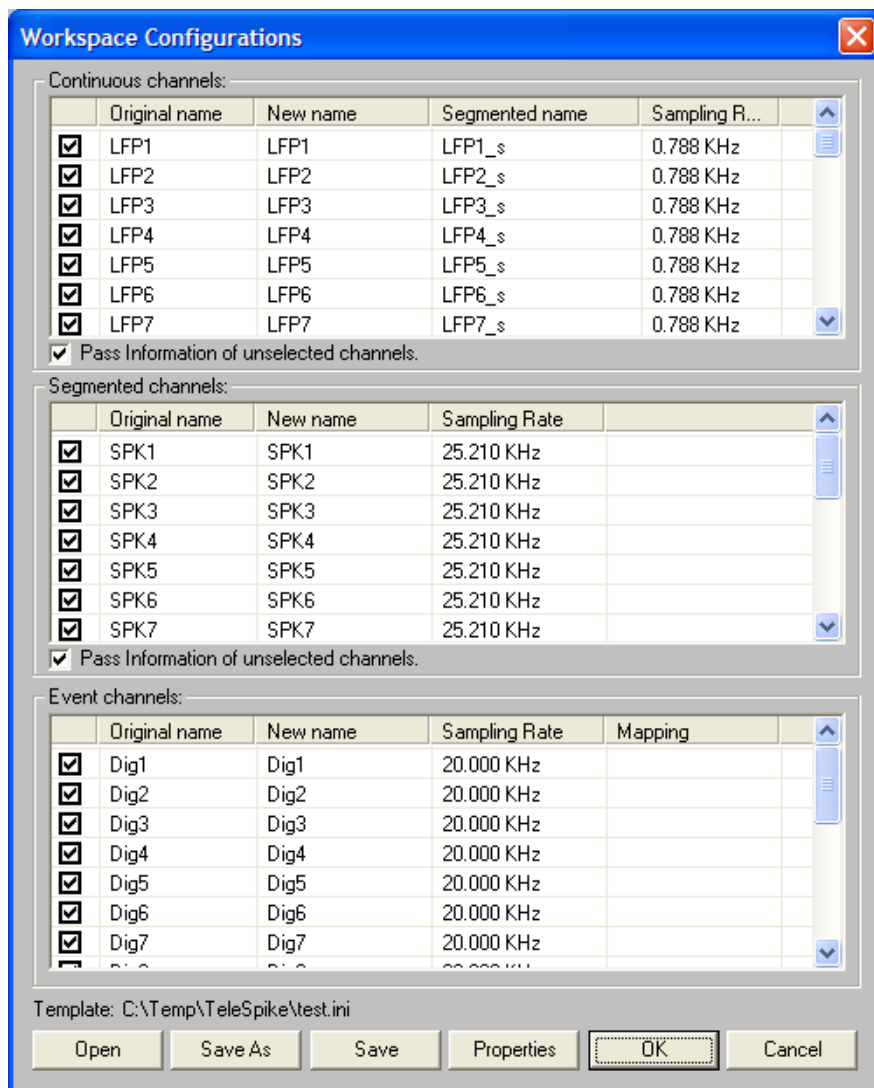 Workspace Configurations
Continuous channels:
Original name New name Segmented name Sampling R...
LFP1 LFP1 LFP1_s 0.788 KHz
LFP2 LFP2 LFP2_s 0.788 KHz
LFP3 LFP3 LFP3_s 0.788 KHz
LFP4 LFP4 LFP4_s 0.788 KHz
LFP5 LFP5 LFP5_s 0.788 KHz
LFP6 LFP6 LFP6_s 0.788 KHz
LFP7 LFP7 LFP7_s 0.788 KHz
Pass Information of unselected channels.
Segmented channels:
Original name New name Sampling Rate
SPK1 SPK1 25.210 KHz
SPK2 SPK2 25.210 KHz
SPK3 SPK3 25.210 KHz
SPK4 SPK4 25.210 KHz
SPK5 SPK5 25.210 KHz
SPK6 SPK6 25.210 KHz
SPK7 SPK7 25.210 KHz
Pass Information of unselected channels.
Event channels:
Original name New name Sampling Rate Mapping
Dig1 Dig1 20.000 KHz
Dig2 Dig2 20.000 KHz
Dig3 Dig3 20.000 KHz
Dig4 Dig4 20.000 KHz
Dig5 Dig5 20.000 KHz
Dig6 Dig6 20.000 KHz
Dig7 Dig7 20.000 KHz
Template: C:\Temp\TeleSpike\test.ini
Open Save As Save Properties OK Cancel